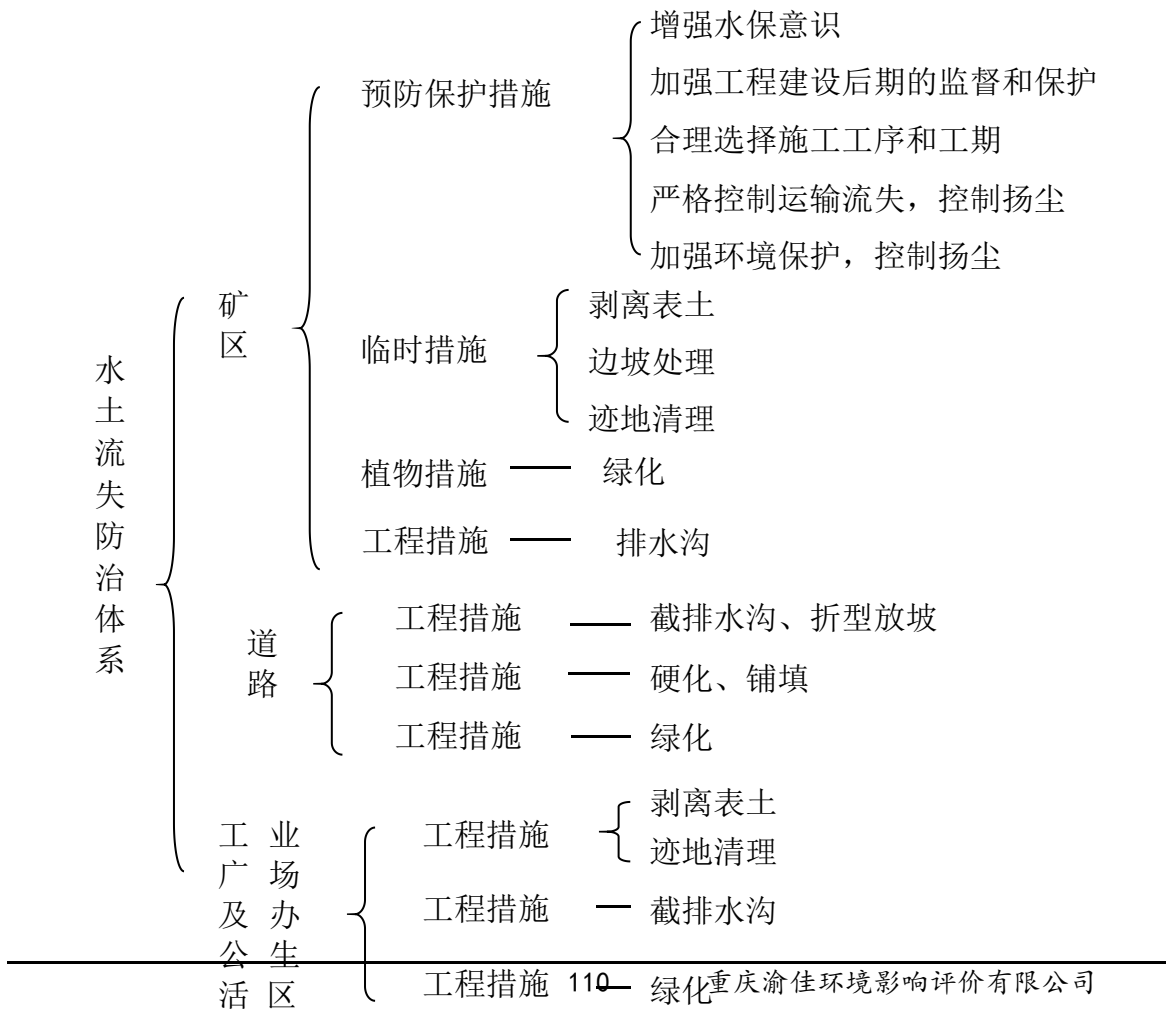 水土流失防治体系
矿区
预防保护措施
增强水保意识
加强工程建设后期的监督和保护
合理选择施工工序和工期
严格控制运输流失，控制扬尘
加强环境保护，控制扬尘
临时措施
剥离表土
边坡处理
迹地清理
植物措施 绿化
工程措施 排水沟
道路
工程措施 截排水沟、折型放坡
工程措施 硬化、铺填
工程措施 绿化
工业广场及办公生活区
工程措施
剥离表土
迹地清理
工程措施 截排水沟
工程措施 绿化
110 重庆渝佳环境影响评价有限公司